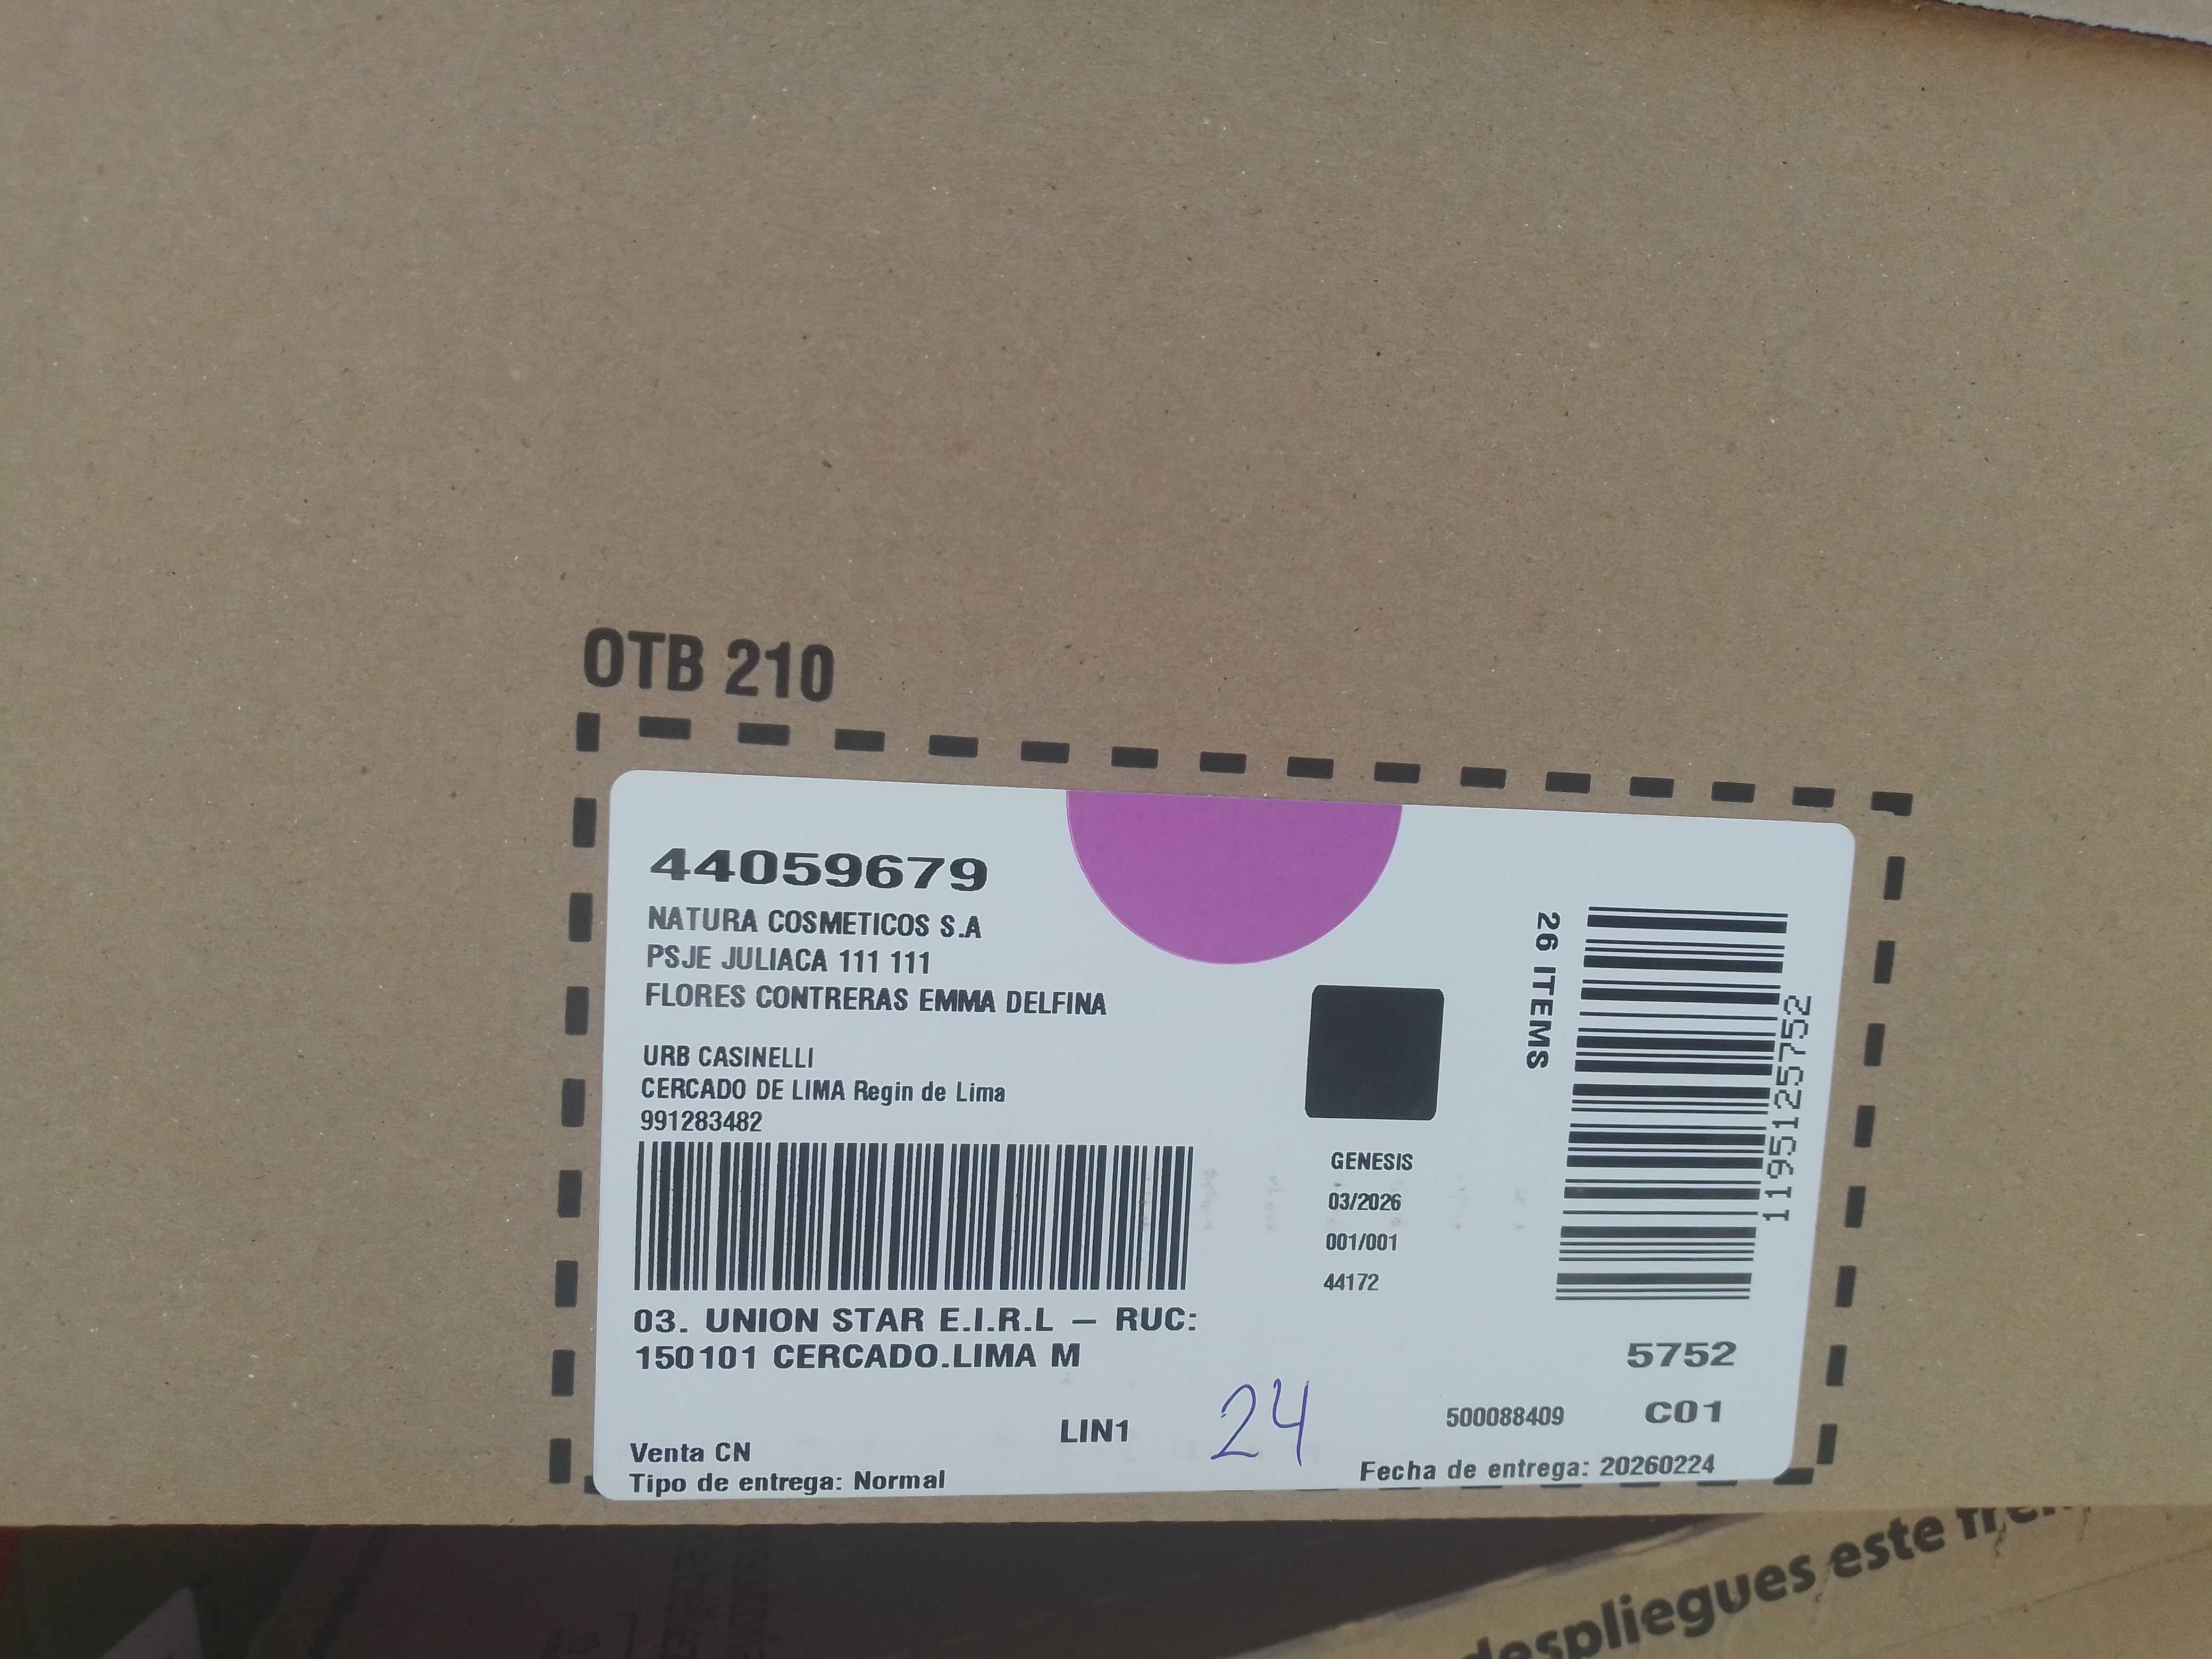 OTB 210
44059679
NATURA COSMETICOS S.A
PSJE JULIACA 111 111
FLORES CONTRERAS EMMA DELFINA
URB CASINELLI
CERCADO DE LIMA Regin de Lima
991283482
26 ITEMS
1195125752
GENESIS
03/2026
001/001
44172
03. UNION STAR E.I.R.L – RUC:
150101 CERCADO.LIMA M
5752
LIN1
24
500088409
C01
Venta CN
Tipo de entrega: Normal
Fecha de entrega: 20260224
despliegues este